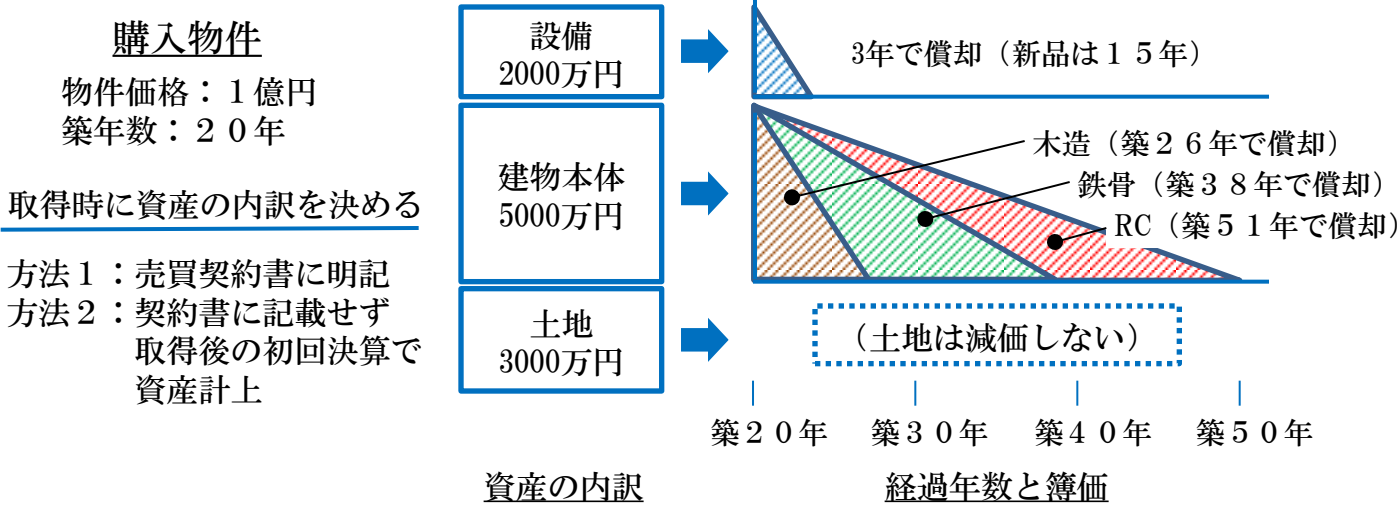 購入物件
物件価格：１億円
築年数：２０年
取得時に資産の内訳を決める
方法１：売買契約書に明記
方法２：契約書に記載せず
取得後の初回決算で
資産計上
設備
2000万円
建物本体
5000万円
土地
3000万円
資産の内訳
3年で償却（新品は１５年）
木造（築２６年で償却）
鉄骨（築３８年で償却）
RC（築５１年で償却）
（土地は減価しない）
築２０年
築３０年
築４０年
築５０年
経過年数と簿価